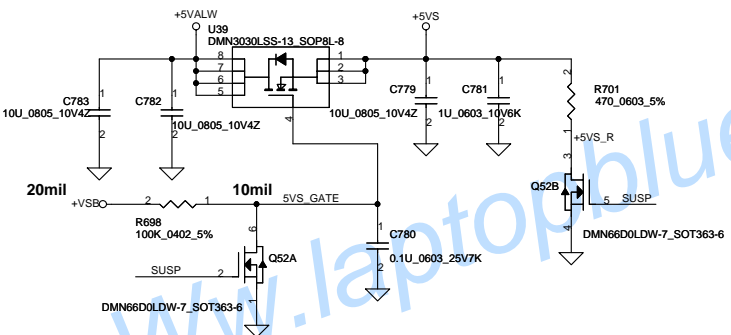 +5VALW
+5VS
U39
DMN3030LSS-13_SOP8L-8
8
7
6
5
1
2
3
4
C783
10U_0805_10V4Z
1
2
C782
10U_0805_10V4Z
1
2
C779
10U_0805_10V4Z
1
2
C781
1U_0603_10V6K
1
2
R701
470_0603_5%
2
1
+5VS_R
3
Q52B
5
SUSP
4
DMN66D0LDW-7_SOT363-6
20mil
10mil
+VSB
2
1
5VS_GATE
R698
100K_0402_5%
6
Q52A
SUSP
2
1
DMN66D0LDW-7_SOT363-6
C780
0.1U_0603_25V7K
1
2
www.laptopblue